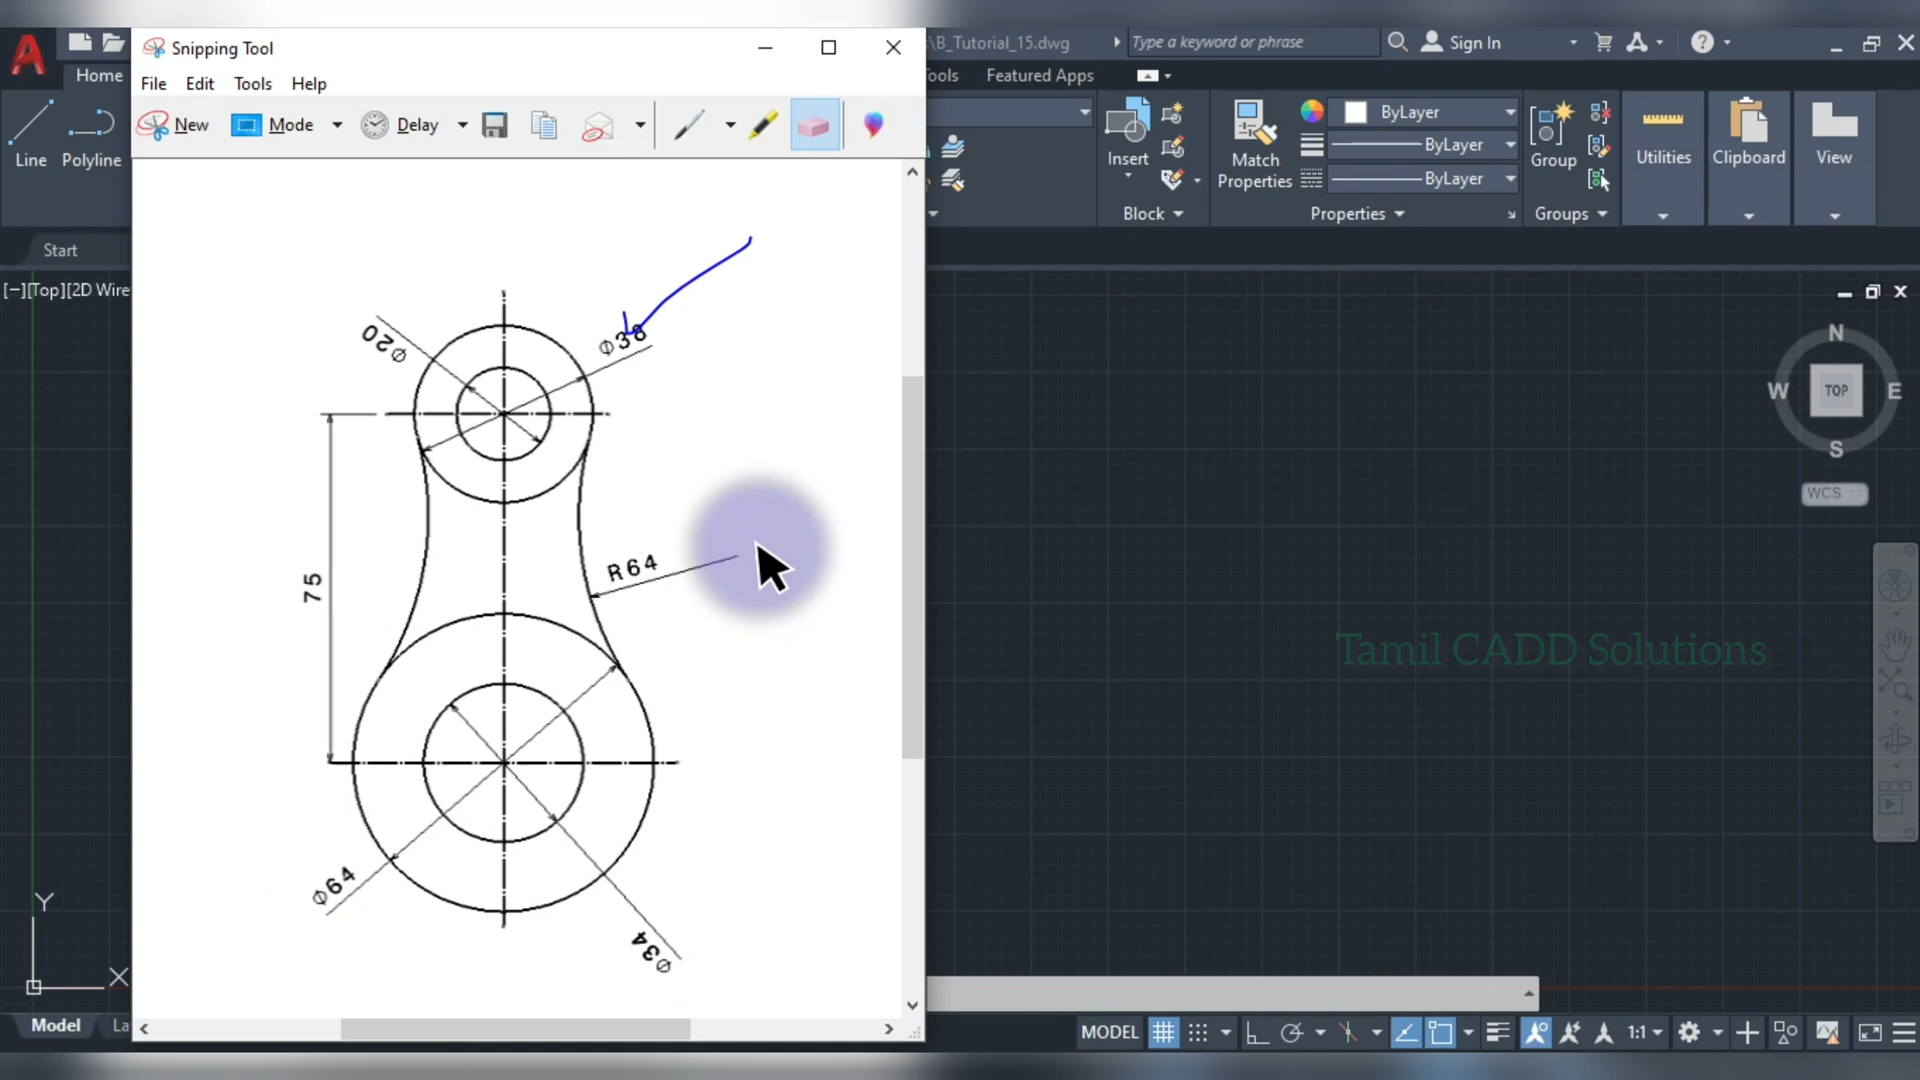 Snipping Tool
\B_Tutorial_15.dwg
Type a keyword or phrase
Sign In
Home
File Edit Tools Help
Featured Apps
New Mode Delay
ByLayer
Line Polyline
Insert
Match Properties
ByLayer
ByLayer
Group
Utilities
Clipboard
View
Block
Properties
Groups
Start
[−][Top][2D Wire
N
W TOP E
S
WCS
Ø20
Ø38
R64
75
Ø64
Ø34
Tamil CADD Solutions
Y
X
Model La
MODEL
1:1